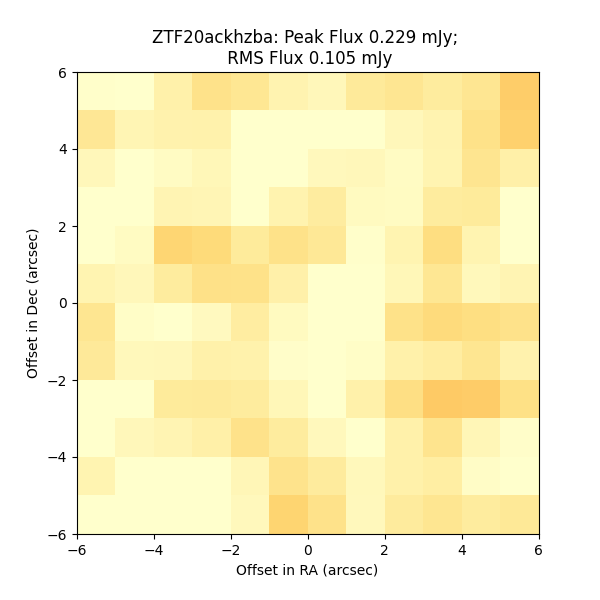 ZTF20ackhzba: Peak Flux 0.229 mJy;
RMS Flux 0.105 mJy
6
4
2
0
−2
−4
−6
Offset in Dec (arcsec)
−6 −4 −2 0 2 4 6
Offset in RA (arcsec)